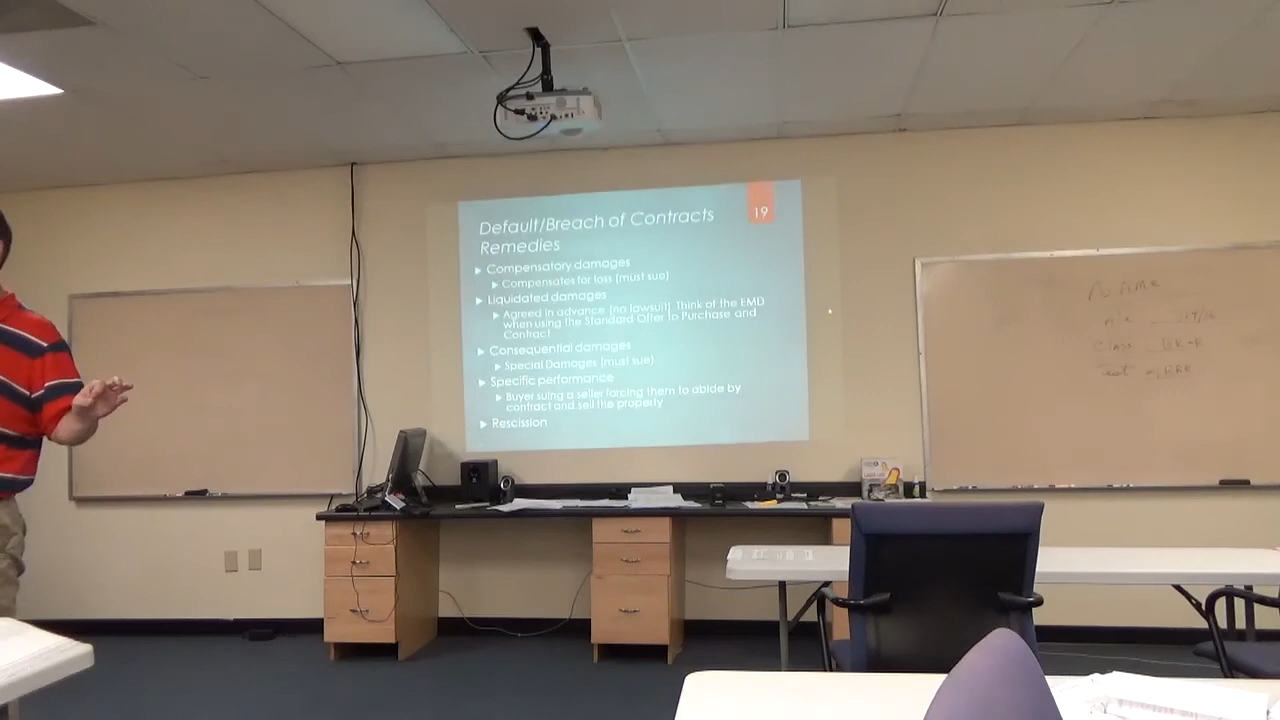 19
Default/Breach of Contracts
Remedies
Compensatory damages
Compensates for loss (must sue)
Liquidated damages
Agreed in advance (no lawsuit) Think of the EMD
when using the Standard Offer to Purchase and
Contract
Consequential damages
Special Damages (must sue)
Specific performance
Buyer suing a seller forcing them to abide by
contract and sell the property
Rescission
NAME
Class